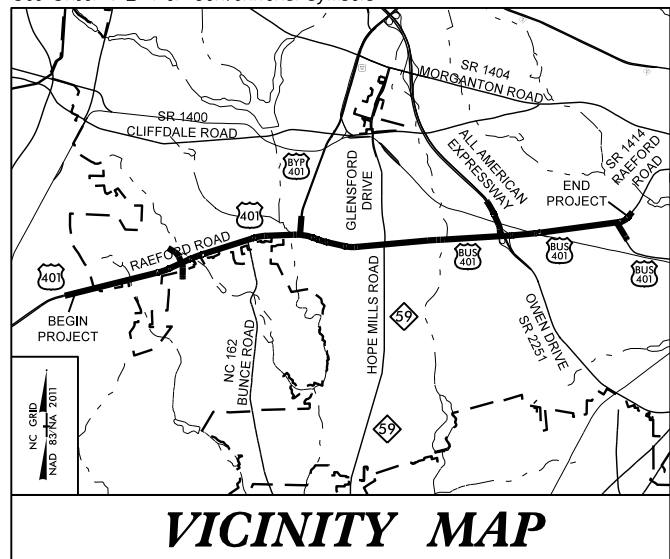 SR 1404
MORGANTON ROAD
SR 1400
CLIFFDALE ROAD
BYP
401
GLENSFORD
DRIVE
ALL AMERICAN
EXPRESSWAY
SR 1414
RAEFORD
ROAD
END
PROJECT
401
RAEFORD ROAD
401
BUS
401
BUS
401
BUS
401
BEGIN
PROJECT
NC 162
BUNCE ROAD
HOPE MILLS ROAD
59
OWEN DRIVE
SR 2251
59
NC GRID
NAD 83/NA 2011
VICINITY MAP